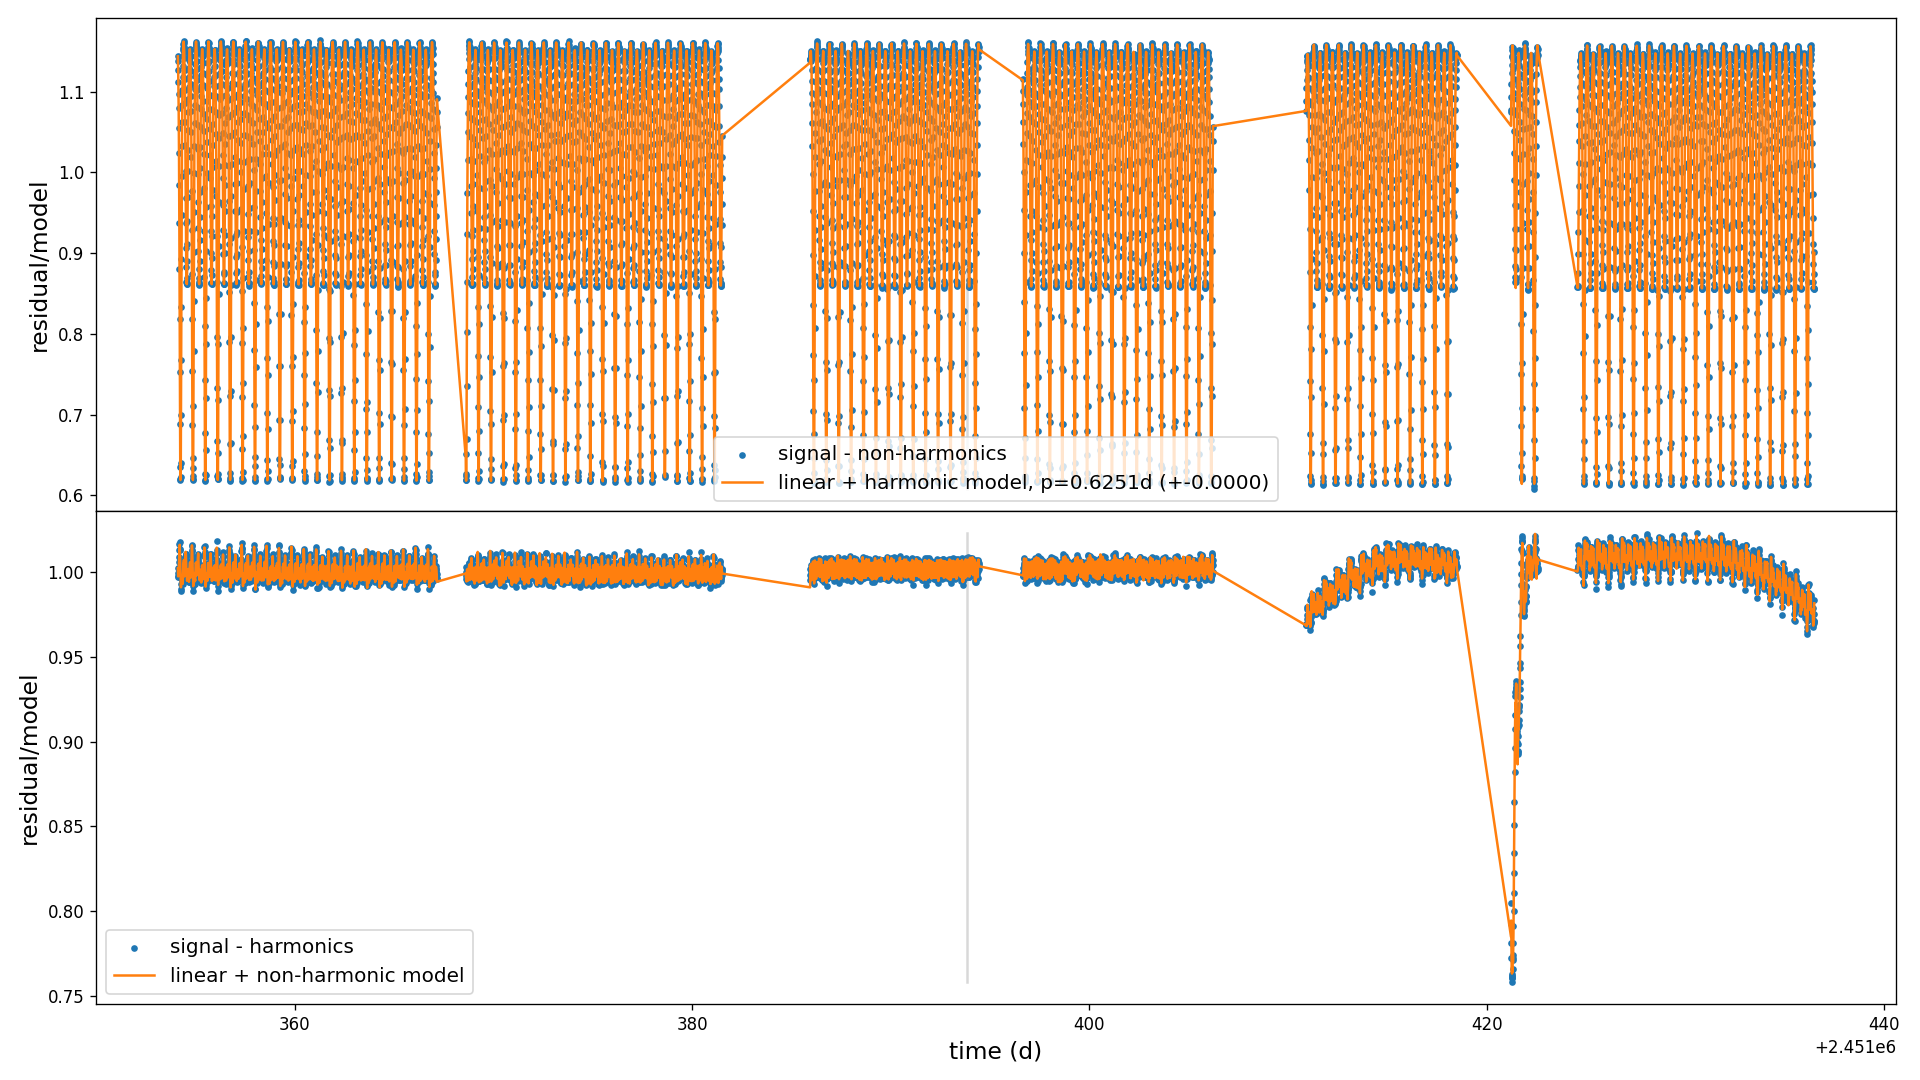 residual/model
1.1
1.0
0.9
0.8
0.7
0.6
signal - non-harmonics
linear + harmonic model, p=0.6251d (+-0.0000)
residual/model
1.00
0.95
0.90
0.85
0.80
0.75
signal - harmonics
linear + non-harmonic model
360
380
400
420
440
time (d)
+2.451e6